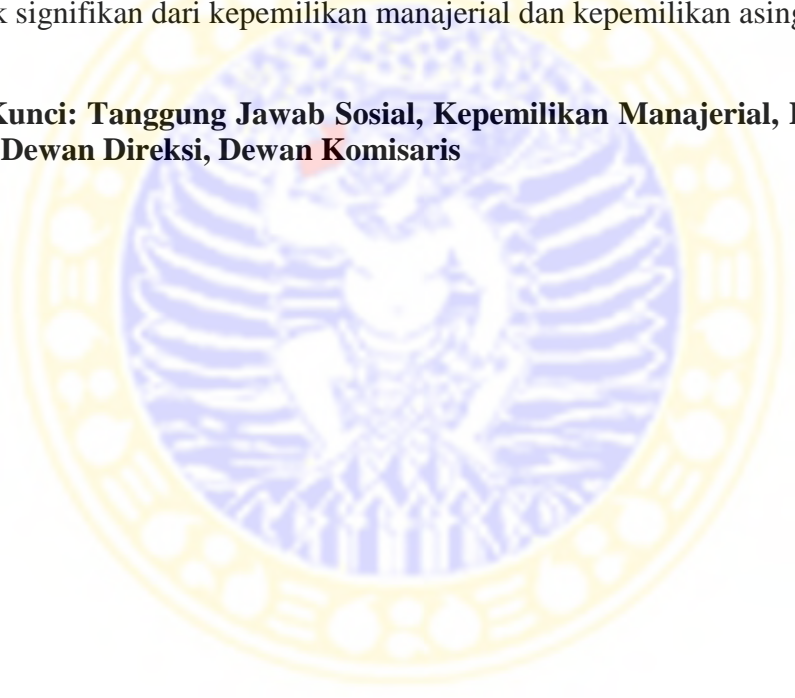 k signifikan dari kepemilikan manajerial dan kepemilikan asing
Kunci: Tanggung Jawab Sosial, Kepemilikan Manajerial,
Dewan Direksi, Dewan Komisaris